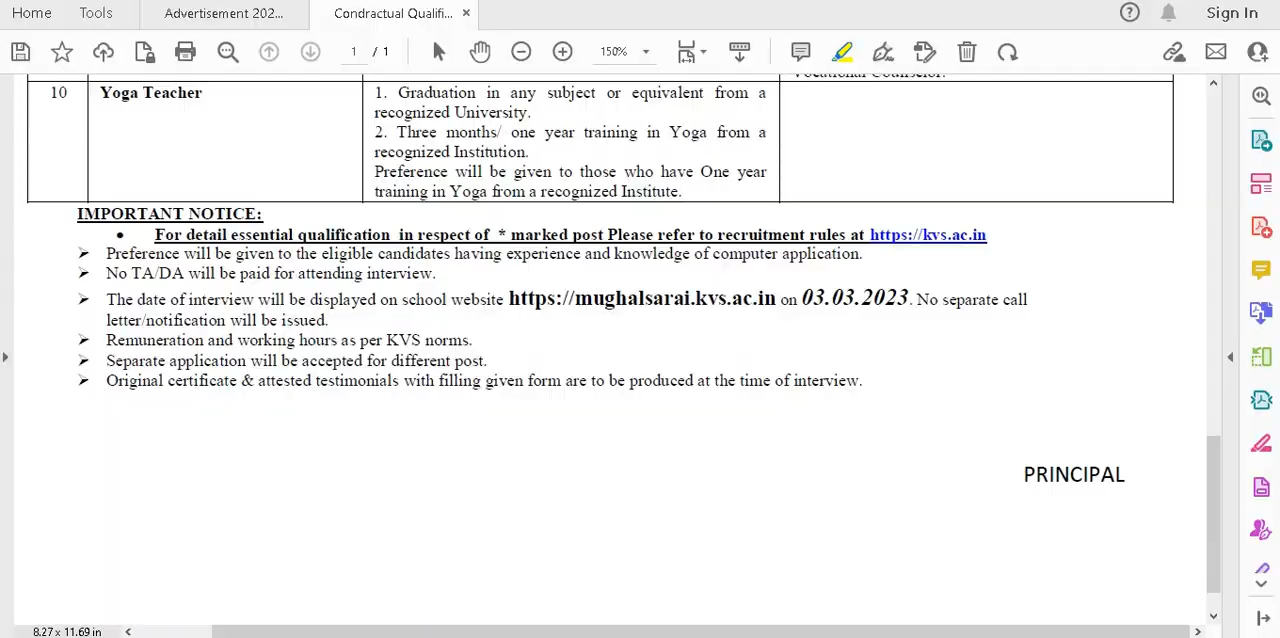 Home Tools Advertisement 202... Condractual Qualifi... × Sign In
1 / 1 150%
Vocational Counselor.
10 Yoga Teacher 1. Graduation in any subject or equivalent from a
recognized University.
2. Three months/ one year training in Yoga from a
recognized Institution.
Preference will be given to those who have One year
training in Yoga from a recognized Institute.
IMPORTANT NOTICE:
• For detail essential qualification in respect of * marked post Please refer to recruitment rules at https://kvs.ac.in
➢ Preference will be given to the eligible candidates having experience and knowledge of computer application.
➢ No TA/DA will be paid for attending interview.
➢ The date of interview will be displayed on school website https://mughalsarai.kvs.ac.in on 03.03.2023. No separate call
letter/notification will be issued.
➢ Remuneration and working hours as per KVS norms.
➢ Separate application will be accepted for different post.
➢ Original certificate & attested testimonials with filling given form are to be produced at the time of interview.
PRINCIPAL
8.27 x 11.69 in